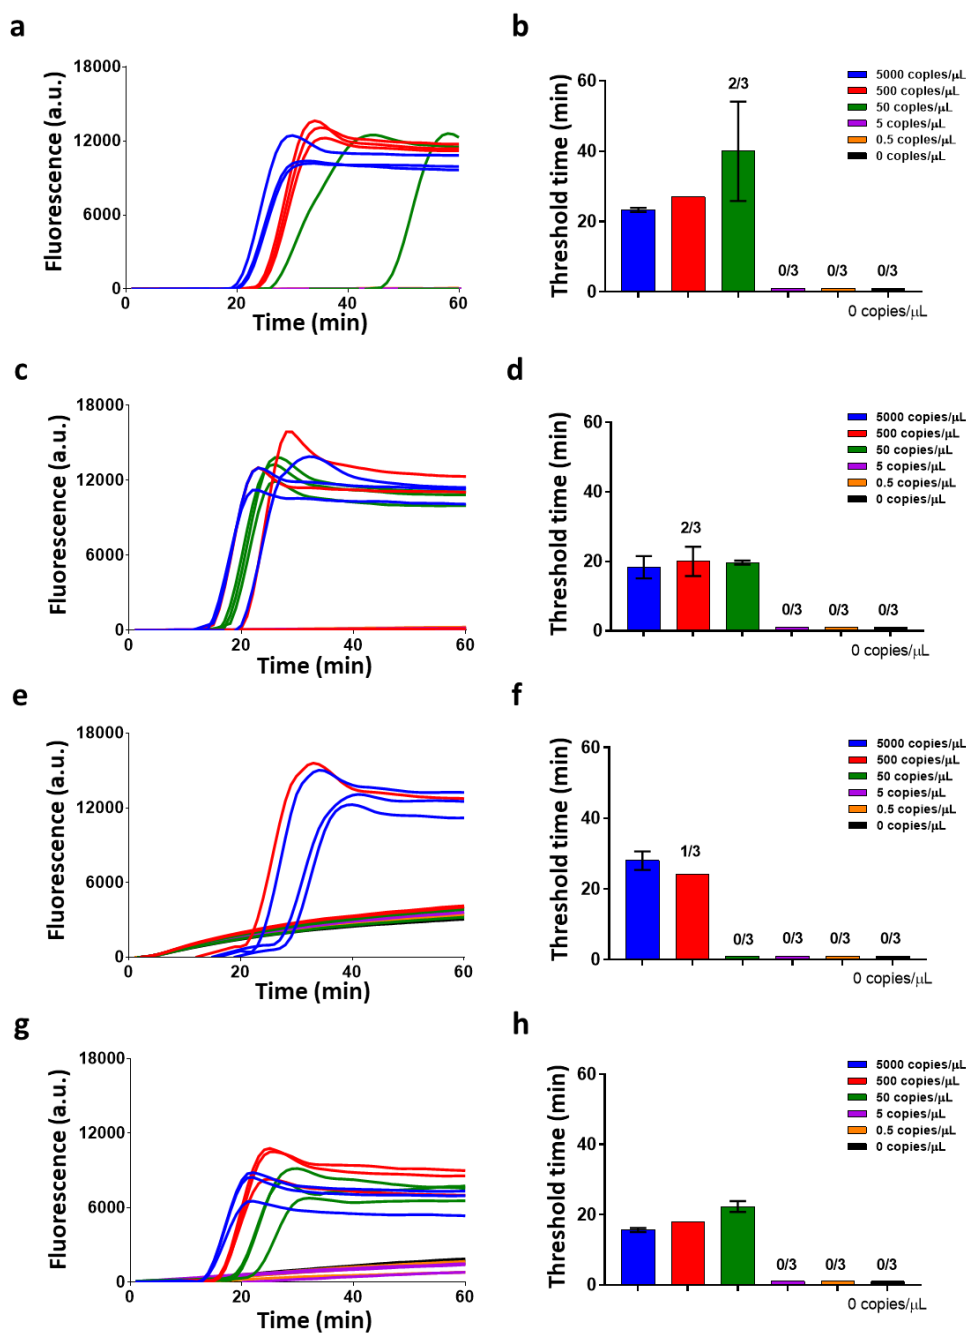 a
18000
12000
6000
0
Fluorescence (a.u.)
0
20
40
60
Time (min)
b
60
40
20
0
Threshold time (min)
2/3
0/3
0/3
0/3
0 copies/μL
5000 copies/μL
500 copies/μL
50 copies/μL
5 copies/μL
0.5 copies/μL
0 copies/μL
c
18000
12000
6000
0
Fluorescence (a.u.)
0
20
40
60
Time (min)
d
60
40
20
0
Threshold time (min)
2/3
0/3
0/3
0/3
0 copies/μL
5000 copies/μL
500 copies/μL
50 copies/μL
5 copies/μL
0.5 copies/μL
0 copies/μL
e
18000
12000
6000
0
Fluorescence (a.u.)
0
20
40
60
Time (min)
f
60
40
20
0
Threshold time (min)
1/3
0/3
0/3
0/3
0/3
0 copies/μL
5000 copies/μL
500 copies/μL
50 copies/μL
5 copies/μL
0.5 copies/μL
0 copies/μL
g
18000
12000
6000
0
Fluorescence (a.u.)
0
20
40
60
Time (min)
h
60
40
20
0
Threshold time (min)
0/3
0/3
0/3
0 copies/μL
5000 copies/μL
500 copies/μL
50 copies/μL
5 copies/μL
0.5 copies/μL
0 copies/μL